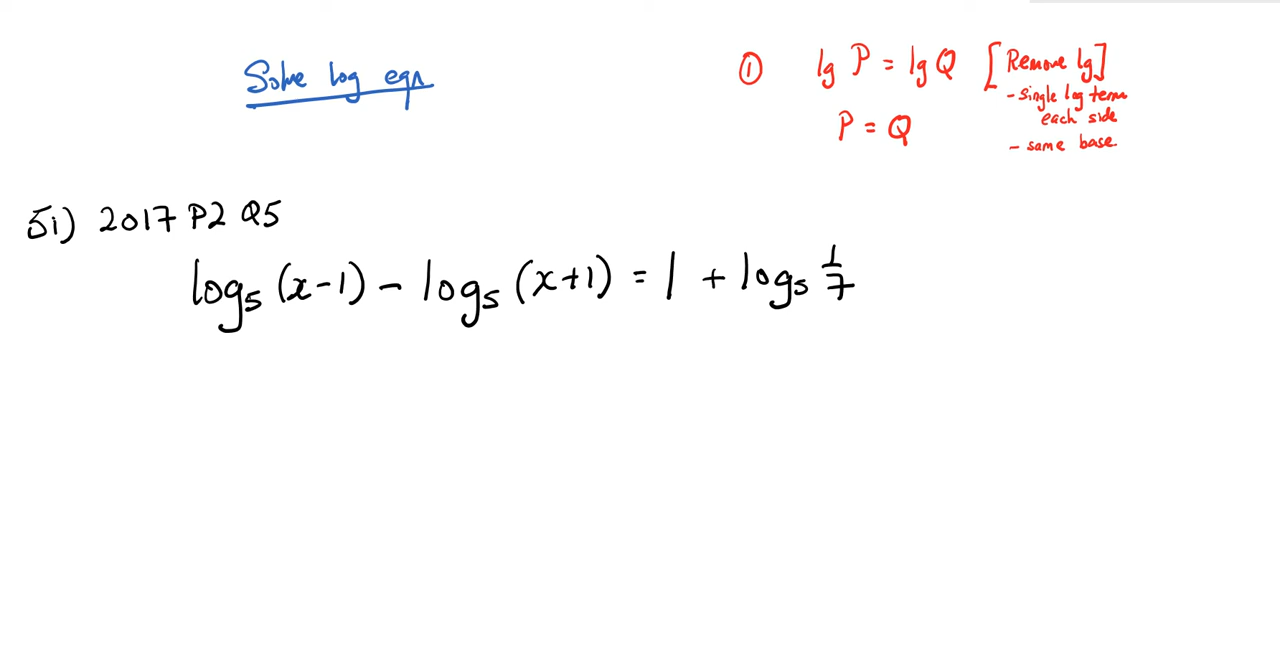 Solve log eqn
① lg P = lg Q [Remove lg]
- single log term
each side
P = Q
- same base
5i) 2017 P2 Q5
log₅ (x-1) - log₅ (x+1) = 1 + log₅ 1/7